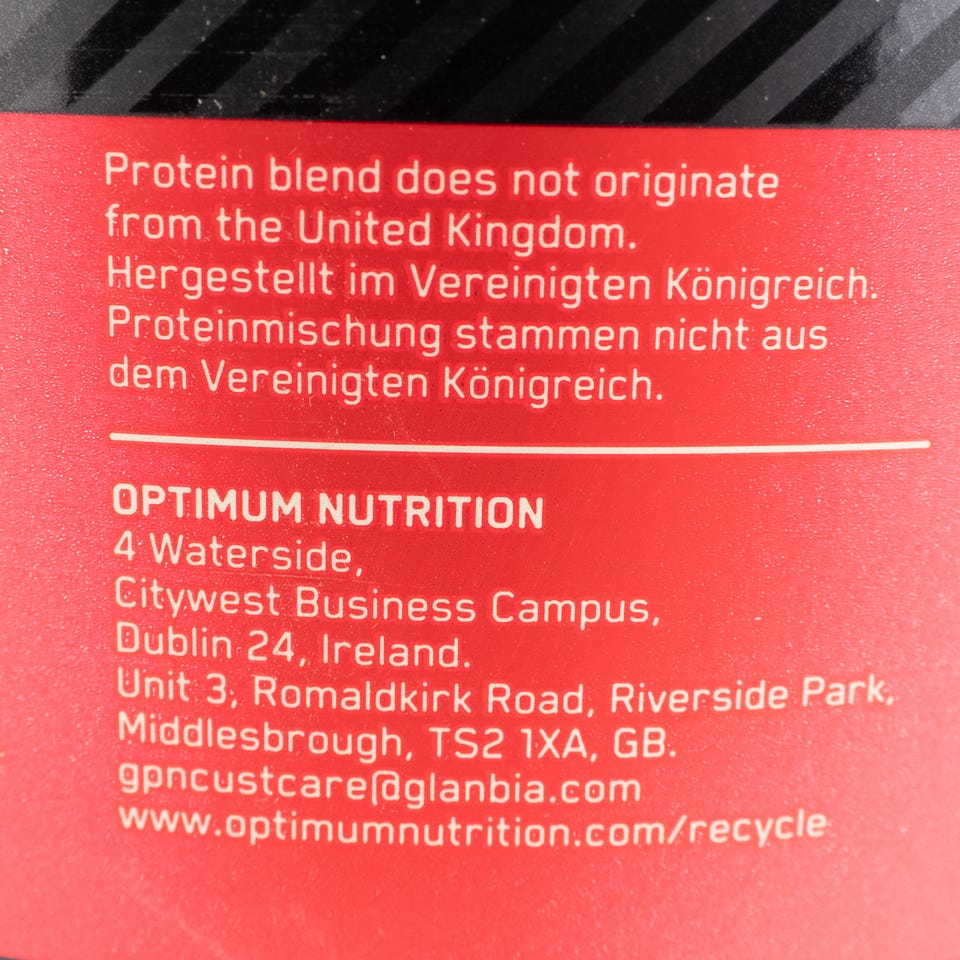 Protein blend does not originate
from the United Kingdom.
Hergestellt im Vereinigten Königreich.
Proteinmischung stammen nicht aus
dem Vereinigten Königreich.
OPTIMUM NUTRITION
4 Waterside,
Citywest Business Campus,
Dublin 24, Ireland.
Unit 3, Romaldkirk Road, Riverside Park,
Middlesbrough, TS2 1XA, GB.
gpncustcare@glanbia.com
www.optimumnutrition.com/recycle